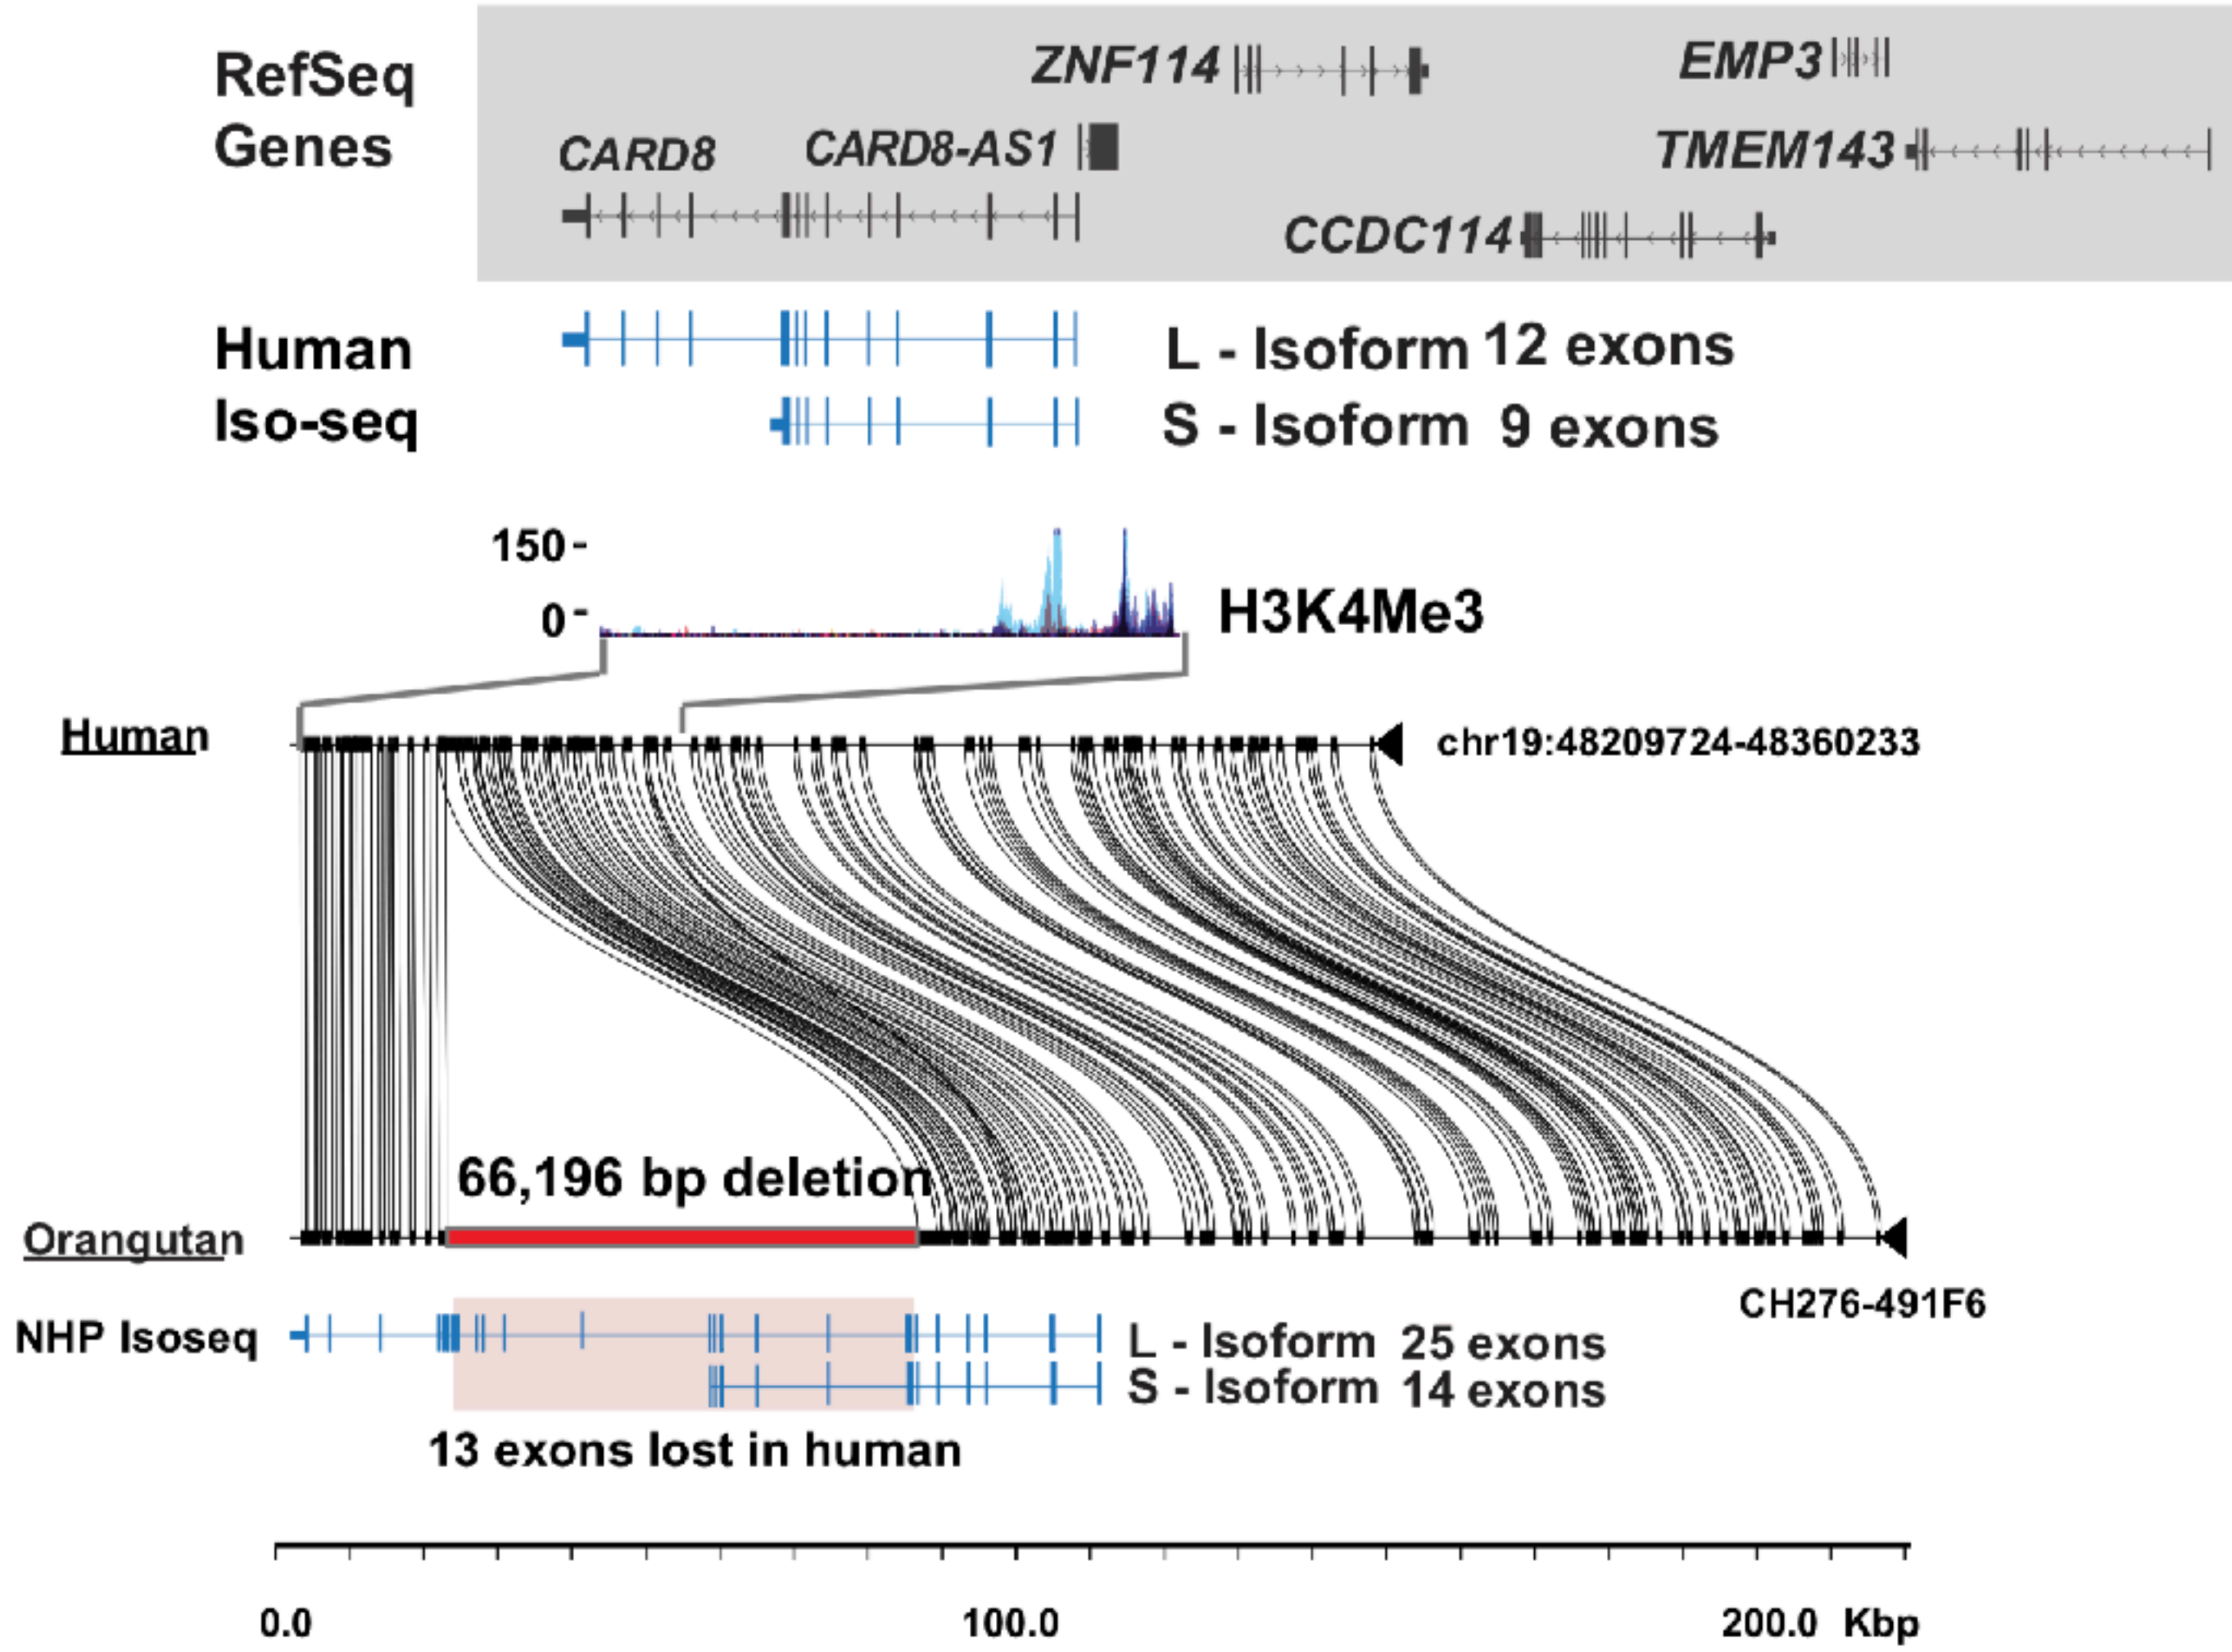 RefSeq
Genes
ZNF114
EMP3
CARD8
CARD8-AS1
TMEM143
CCDC114
Human
Iso-seq
L - Isoform 12 exons
S - Isoform 9 exons
150
0
H3K4Me3
Human
chr19:48209724-48360233
66,196 bp deletion
Orangutan
CH276-491F6
NHP Isoseq
L - Isoform 25 exons
S - Isoform 14 exons
13 exons lost in human
0.0 100.0 200.0 Kbp